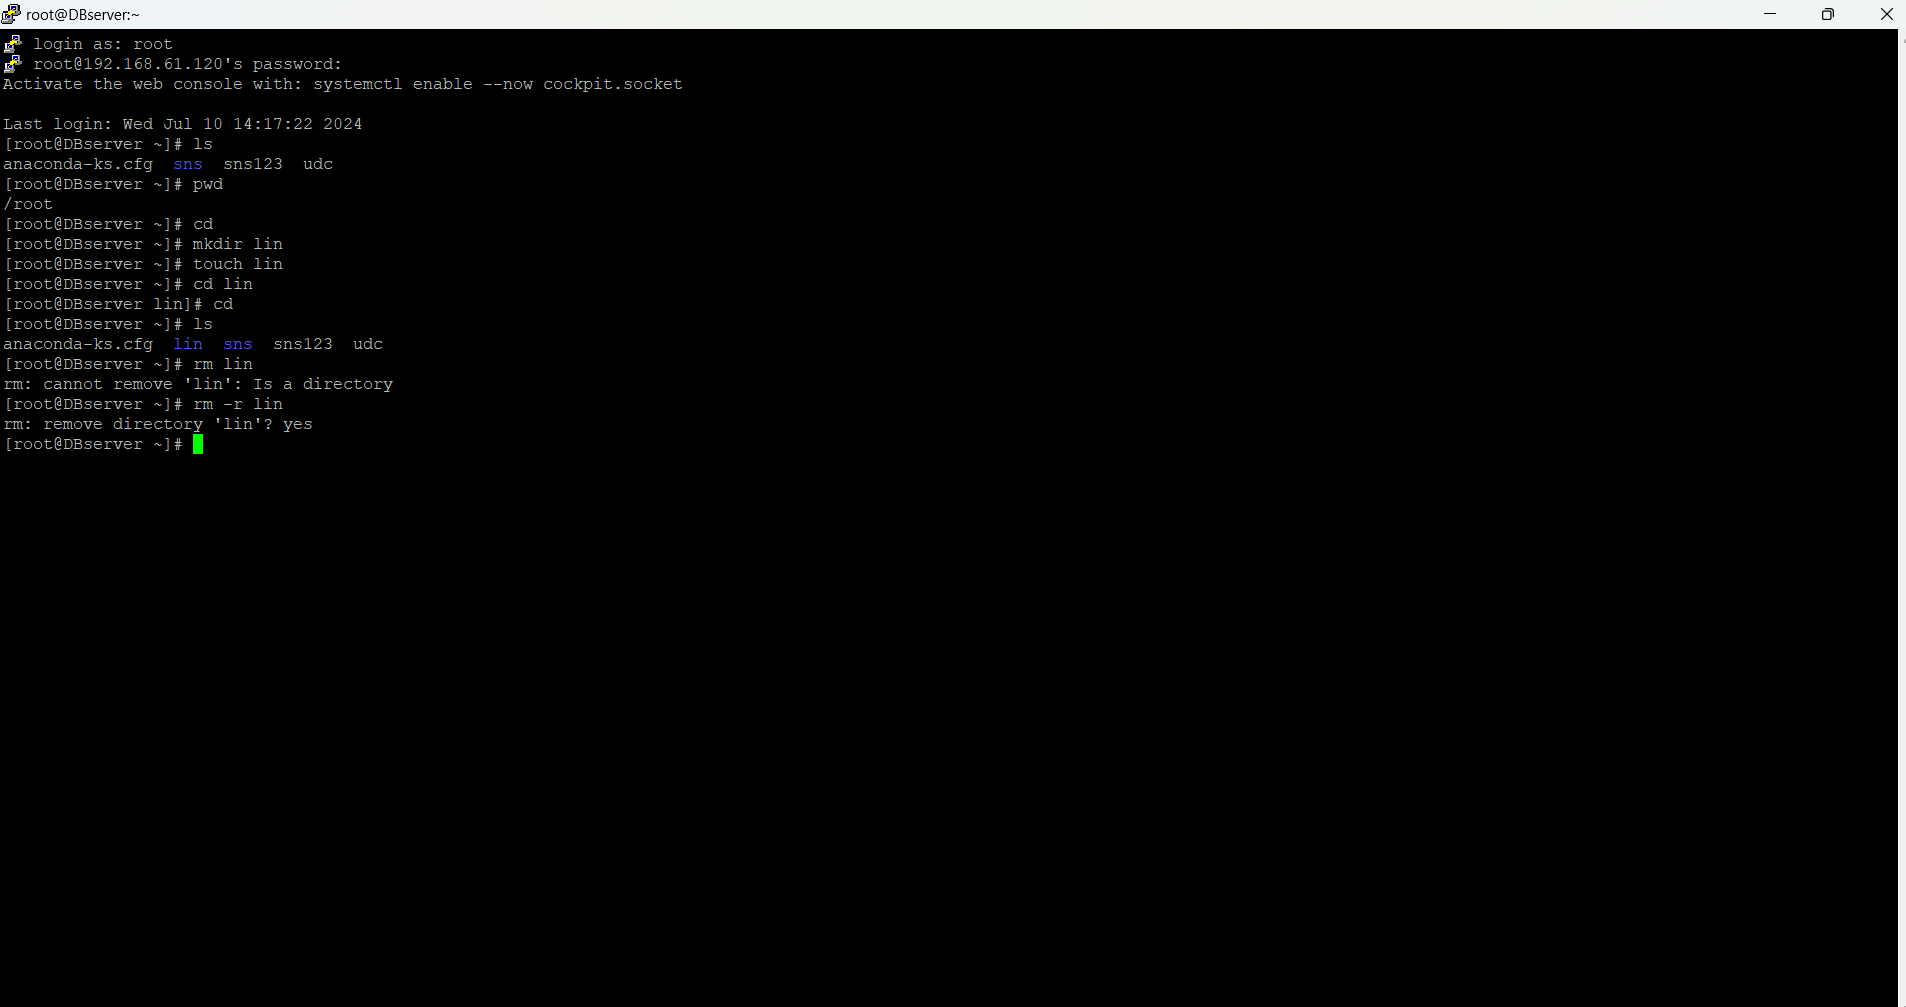 root@DBserver:~
login as: root
root@192.168.61.120's password:
Activate the web console with: systemctl enable --now cockpit.socket
Last login: Wed Jul 10 14:17:22 2024
[root@DBserver ~]# ls
anaconda-ks.cfg  sns  sns123  udc
[root@DBserver ~]# pwd
/root
[root@DBserver ~]# cd
[root@DBserver ~]# mkdir lin
[root@DBserver ~]# touch lin
[root@DBserver ~]# cd lin
[root@DBserver lin]# cd
[root@DBserver ~]# ls
anaconda-ks.cfg  lin  sns  sns123  udc
[root@DBserver ~]# rm lin
rm: cannot remove 'lin': Is a directory
[root@DBserver ~]# rm -r lin
rm: remove directory 'lin'? yes
[root@DBserver ~]#